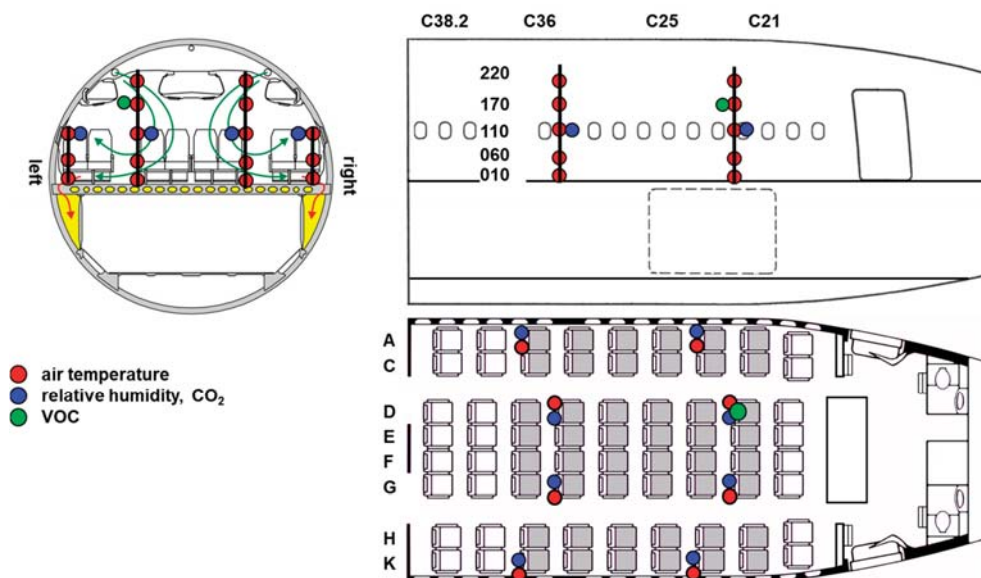 C38.2 C36 C25 C21
220
170
110
060
010
left
right
air temperature
relative humidity, CO₂
VOC
A
C
D
E
F
G
H
K